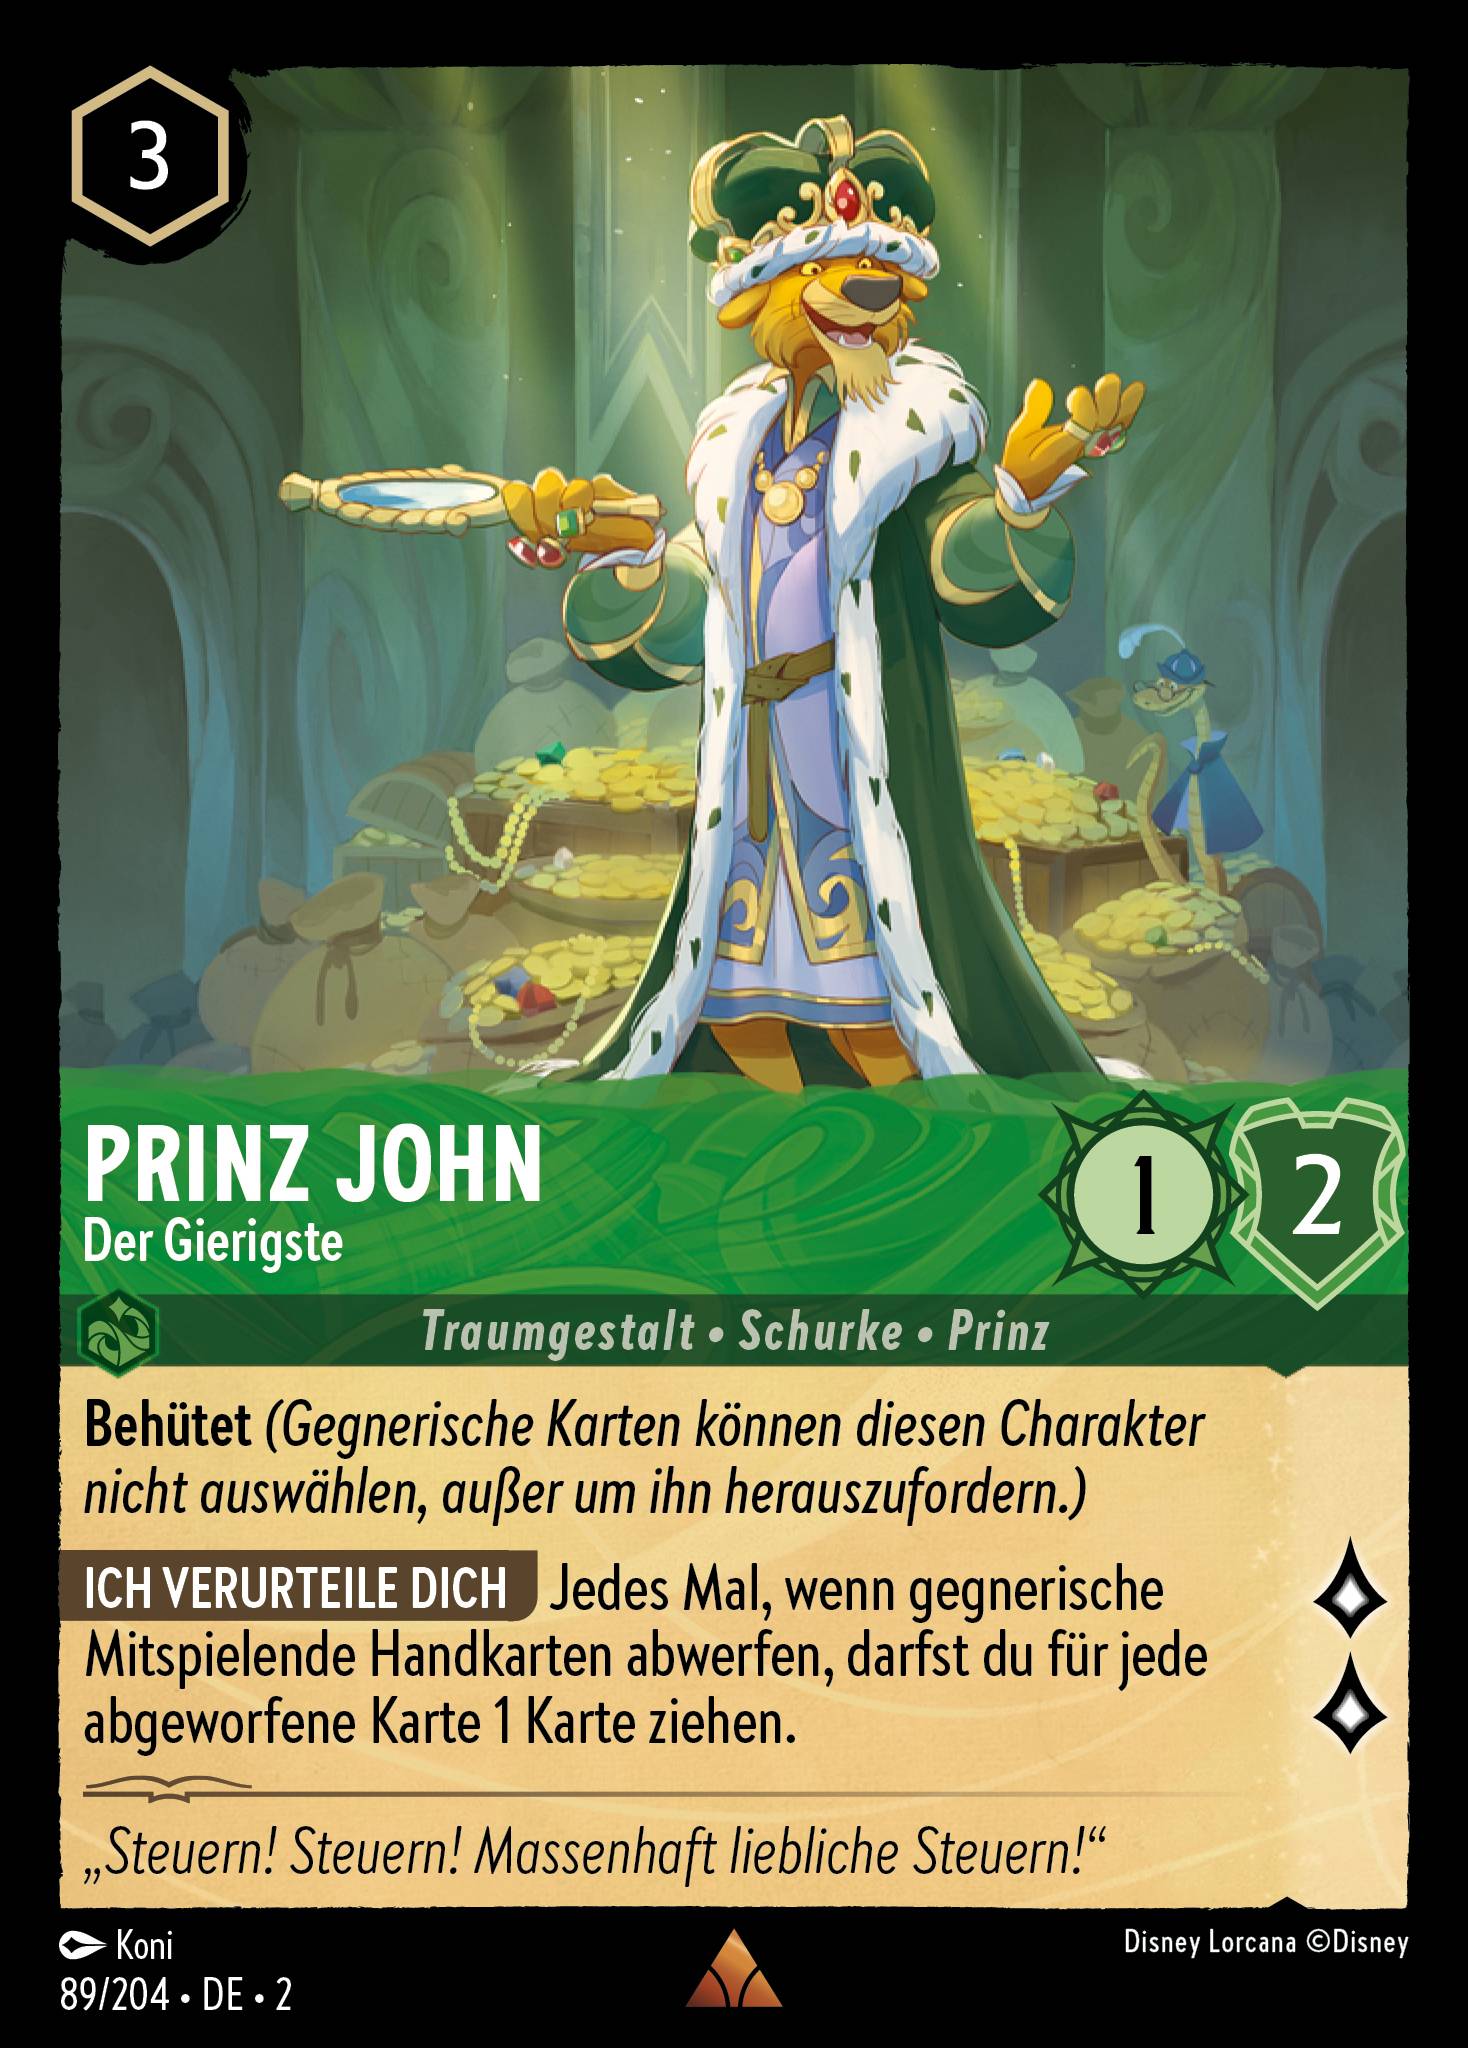 3
PRINZ JOHN
Der Gierigste
1
2
Traumgestalt • Schurke • Prinz
Behütet (Gegnerische Karten können diesen Charakter
nicht auswählen, außer um ihn herauszufordern.)
ICH VERURTEILE DICH Jedes Mal, wenn gegnerische
Mitspielende Handkarten abwerfen, darfst du für jede
abgeworfene Karte 1 Karte ziehen.
„Steuern! Steuern! Massenhaft liebliche Steuern!“
Koni
Disney Lorcana ©Disney
89/204 • DE • 2